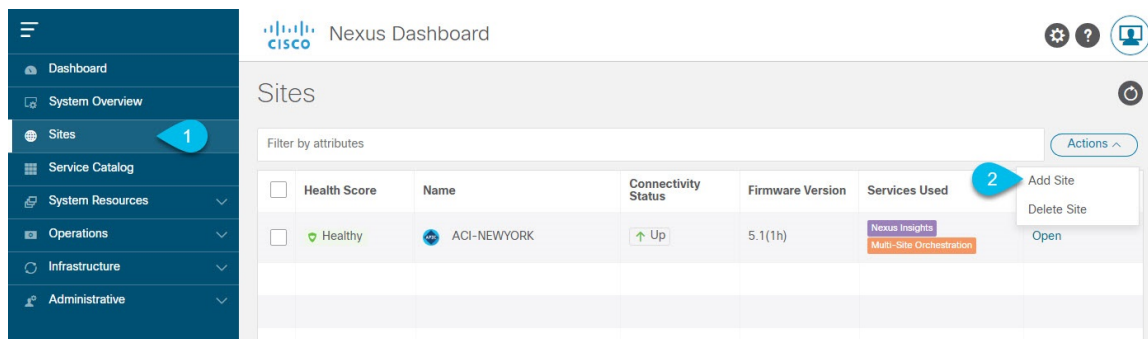 CISCO
Nexus Dashboard
?
Dashboard
System Overview
Sites
1
Service Catalog
System Resources
Operations
Infrastructure
Administrative
Sites
Filter by attributes
Actions
Health Score
Name
Connectivity
Status
Firmware Version
Services Used
2
Add Site
Delete Site
Healthy
ACI-NEWYORK
Up
5.1(1h)
Nexus Insights
Multi-Site Orchestration
Open